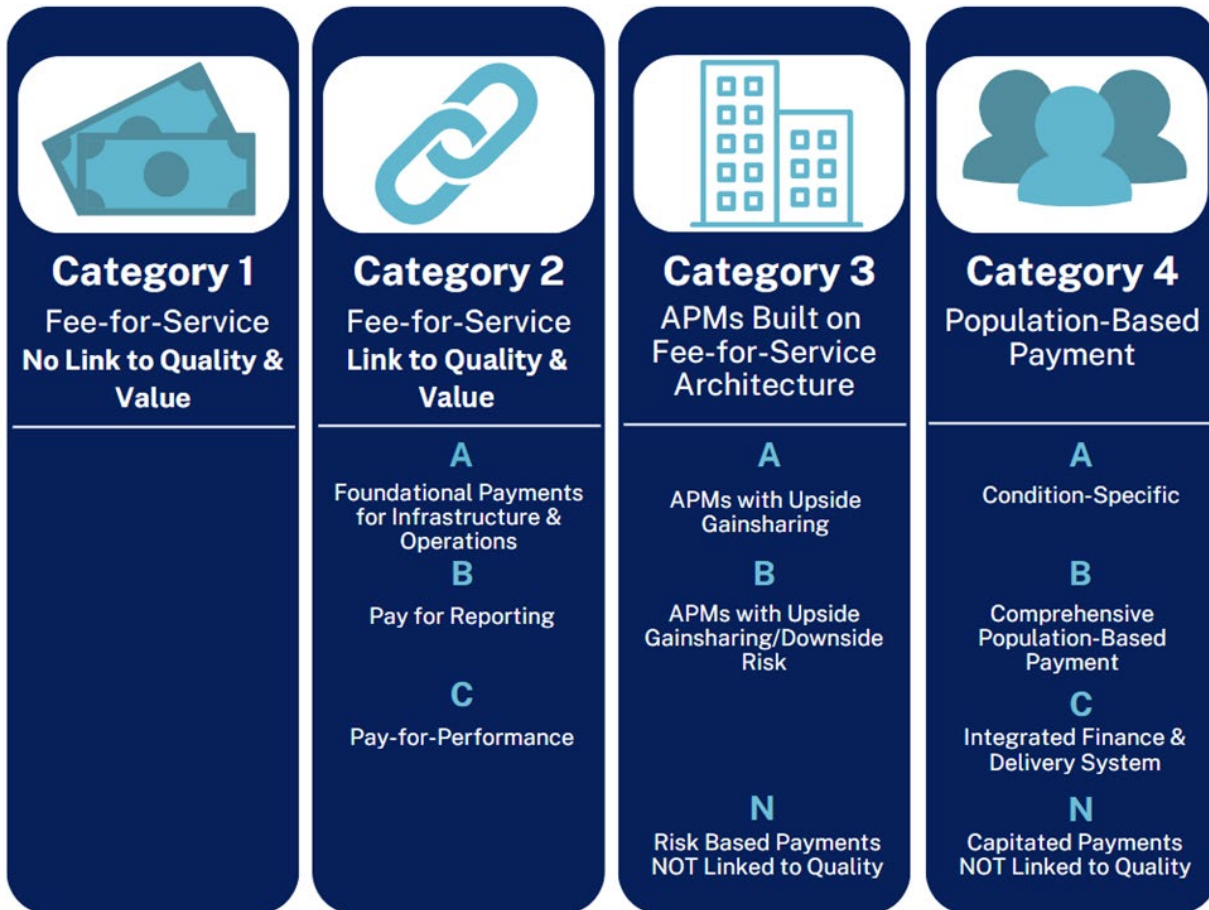 Category 1
Fee-for-Service
No Link to Quality &
Value
Category 2
Fee-for-Service
Link to Quality &
Value
A
Foundational Payments
for Infrastructure &
Operations
B
Pay for Reporting
C
Pay-for-Performance
Category 3
APMs Built on
Fee-for-Service
Architecture
A
APMs with Upside
Gainsharing
B
APMs with Upside
Gainsharing/Downside
Risk
N
Risk Based Payments
NOT Linked to Quality
Category 4
Population-Based
Payment
A
Condition-Specific
B
Comprehensive
Population-Based
Payment
C
Integrated Finance &
Delivery System
N
Capitated Payments
NOT Linked to Quality